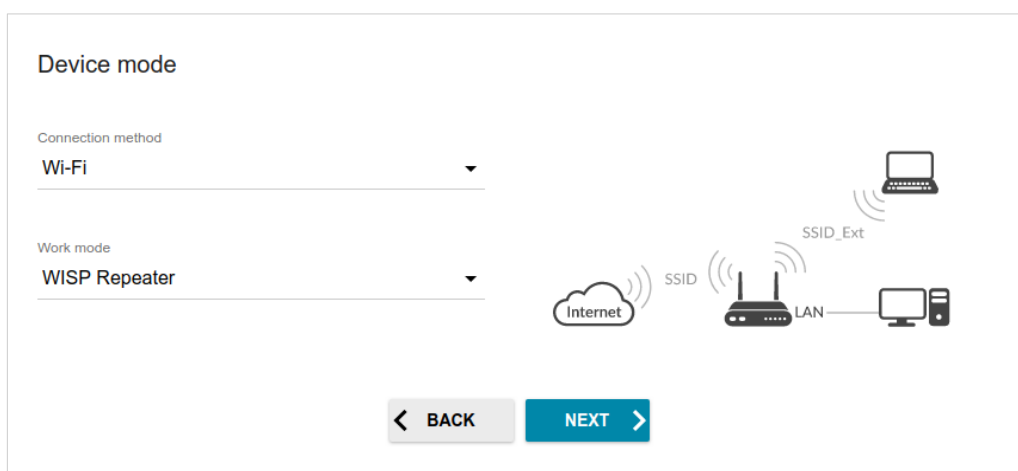 Device mode
Connection method
Wi-Fi
Work mode
WISP Repeater
SSID_Ext
SSID
Internet
LAN
BACK
NEXT